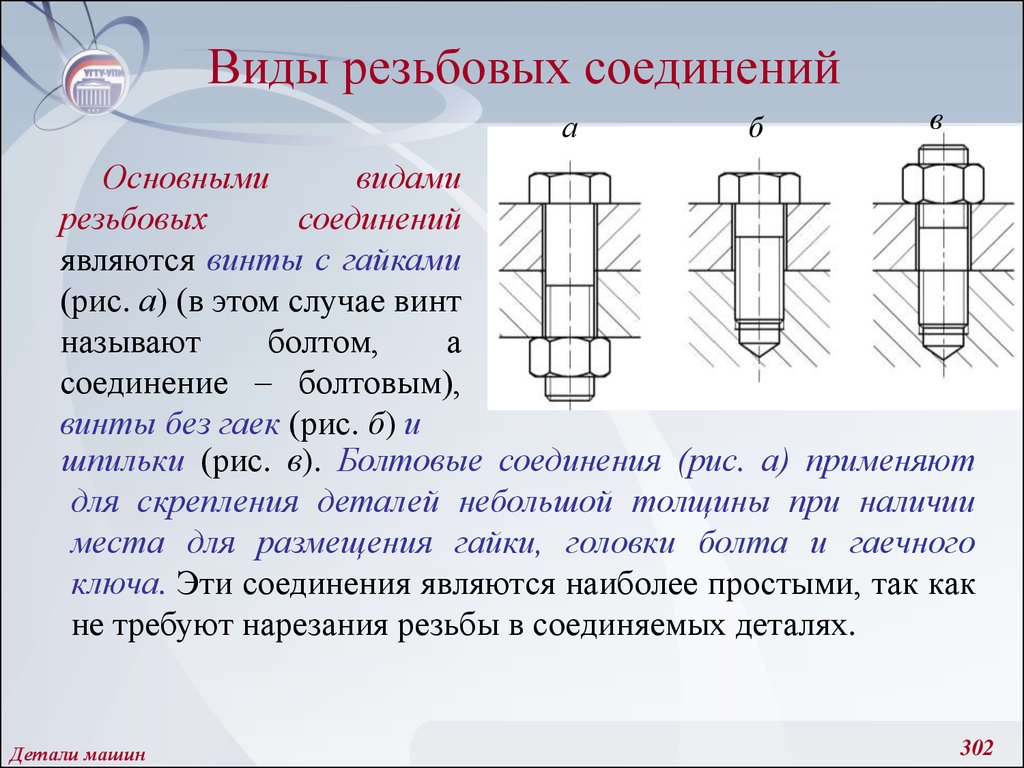 Виды резьбовых соединений
УГТУ-УПИ
а б в
Основными видами
резьбовых соединений
являются винты с гайками
(рис. а) (в этом случае винт
называют болтом, а
соединение – болтовым),
винты без гаек (рис. б) и
шпильки (рис. в). Болтовые соединения (рис. а) применяют
для скрепления деталей небольшой толщины при наличии
места для размещения гайки, головки болта и гаечного
ключа. Эти соединения являются наиболее простыми, так как
не требуют нарезания резьбы в соединяемых деталях.
Детали машин
302